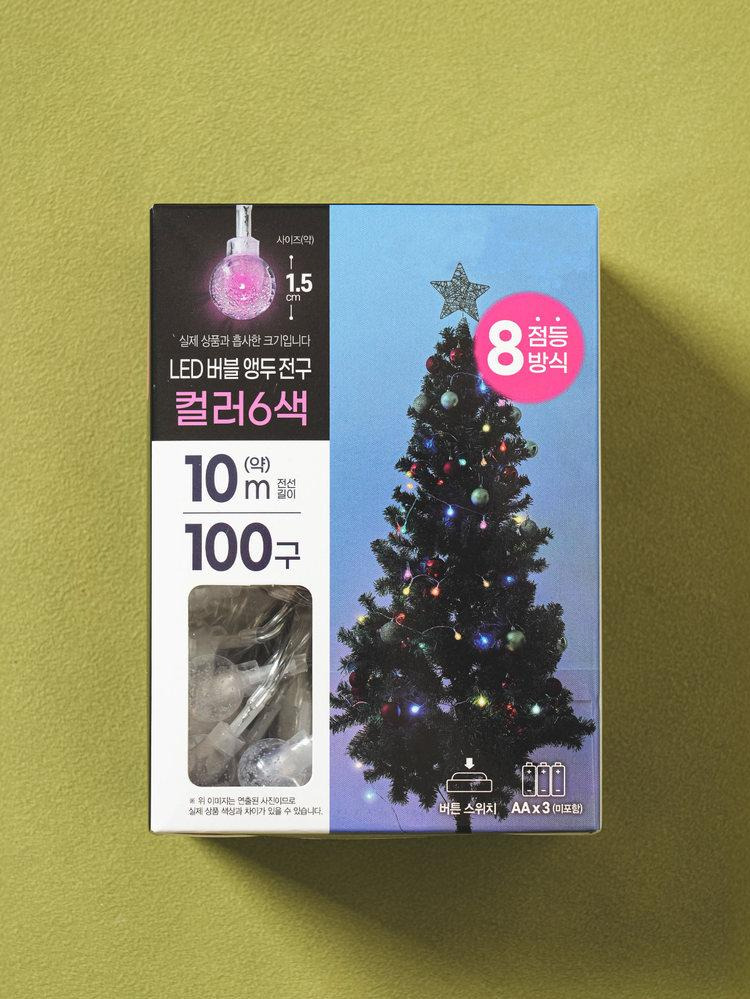 사이즈(약)
1.5
cm
` 실제 상품과 흡사한 크기입니다
LED 버블 앵두 전구
컬러6색
10 (약) m 전선 길이
100구
8 점등 방식
※ 위 이미지는 연출된 사진이므로
실제 상품 색상과 차이가 있을 수 있습니다.
버튼 스위치
AA x 3 (미포함)